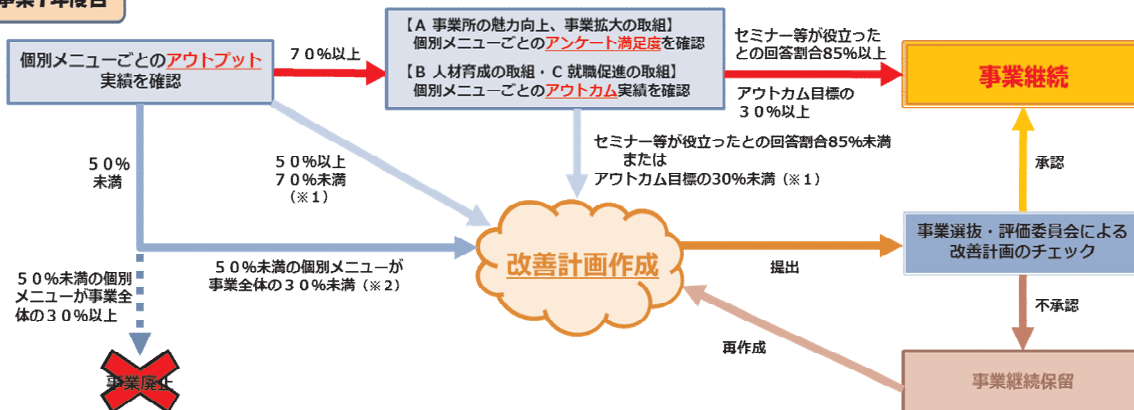 事業1年度目
個別メニューごとのアウトプット
実績を確認
70%以上
【A 事業所の魅力向上、事業拡大の取組】
個別メニューごとのアンケート満足度を確認
【B 人材育成の取組・C 就職促進の取組】
個別メニューごとのアウトカム実績を確認
セミナー等が役立った
との回答割合85%以上
アウトカム目標の
30%以上
事業継続
50%
未満
50%以上
70%未満
(※1)
セミナー等が役立ったとの回答割合85%未満
または
アウトカム目標の30%未満(※1)
承認
事業選抜・評価委員会による
改善計画のチェック
改善計画作成
提出
50%未満の個別メニューが
事業全体の30%未満(※2)
50%未満の個別
メニューが事業全
体の30%以上
不承認
再作成
事業廃止
事業継続保留